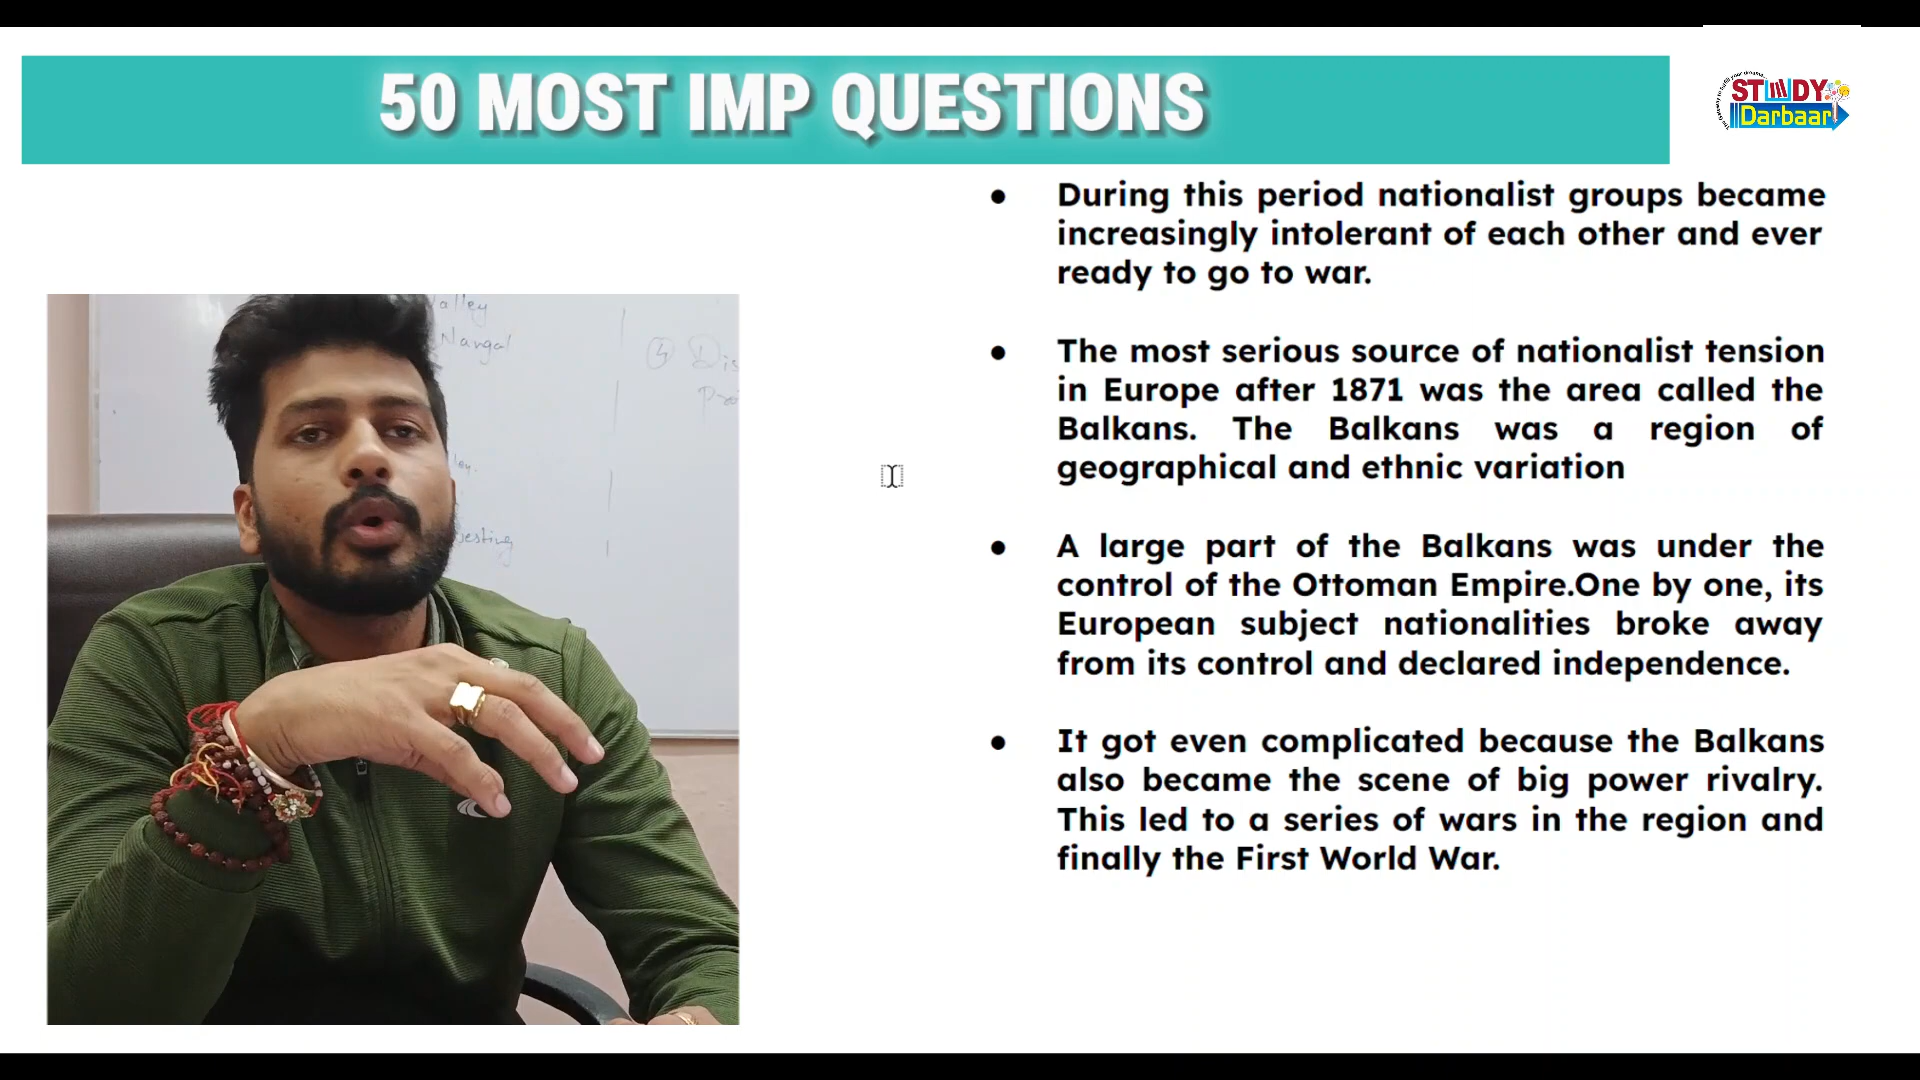 50 MOST IMP QUESTIONS
STUDY
Darbaar
● During this period nationalist groups became
increasingly intolerant of each other and ever
ready to go to war.
● The most serious source of nationalist tension
in Europe after 1871 was the area called the
Balkans. The Balkans was a region of
geographical and ethnic variation
● A large part of the Balkans was under the
control of the Ottoman Empire.One by one, its
European subject nationalities broke away
from its control and declared independence.
● It got even complicated because the Balkans
also became the scene of big power rivalry.
This led to a series of wars in the region and
finally the First World War.
alley
Nangal
4 Dis